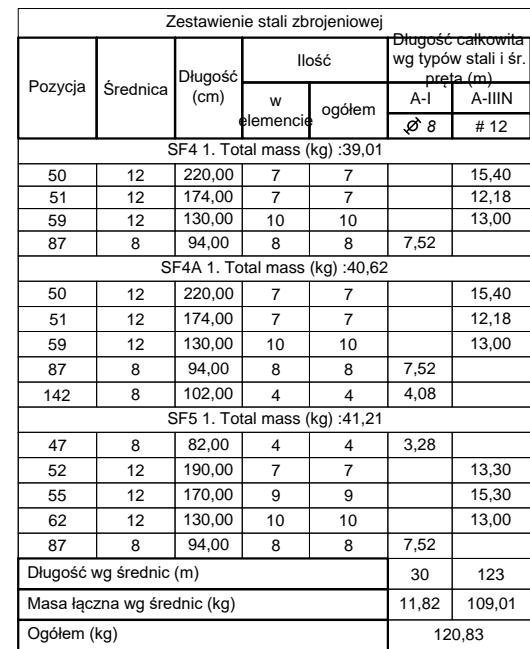 Zestawienie stali zbrojeniowej
Pozycja Średnica Długość (cm) Ilość Długość całkowita wg typów stali i śr. pręta (m)
w elemencie ogółem A-I A-IIIN
⌀ 8 # 12
SF4 1. Total mass (kg) :39,01
50 12 220,00 7 7 15,40
51 12 174,00 7 7 12,18
59 12 130,00 10 10 13,00
87 8 94,00 8 8 7,52
SF4A 1. Total mass (kg) :40,62
50 12 220,00 7 7 15,40
51 12 174,00 7 7 12,18
59 12 130,00 10 10 13,00
87 8 94,00 8 8 7,52
142 8 102,00 4 4 4,08
SF5 1. Total mass (kg) :41,21
47 8 82,00 4 4 3,28
52 12 190,00 7 7 13,30
55 12 170,00 9 9 15,30
62 12 130,00 10 10 13,00
87 8 94,00 8 8 7,52
Długość wg średnic (m) 30 123
Masa łączna wg średnic (kg) 11,82 109,01
Ogółem (kg) 120,83